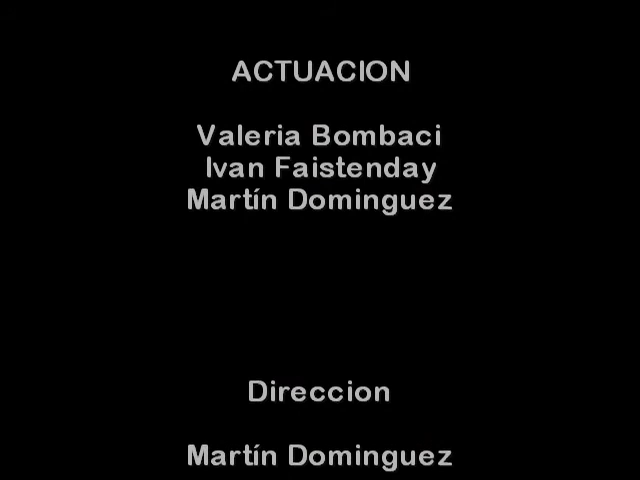 ACTUACION
Valeria Bombaci
Ivan Faistenday
Martín Dominguez
Direccion
Martín Dominguez